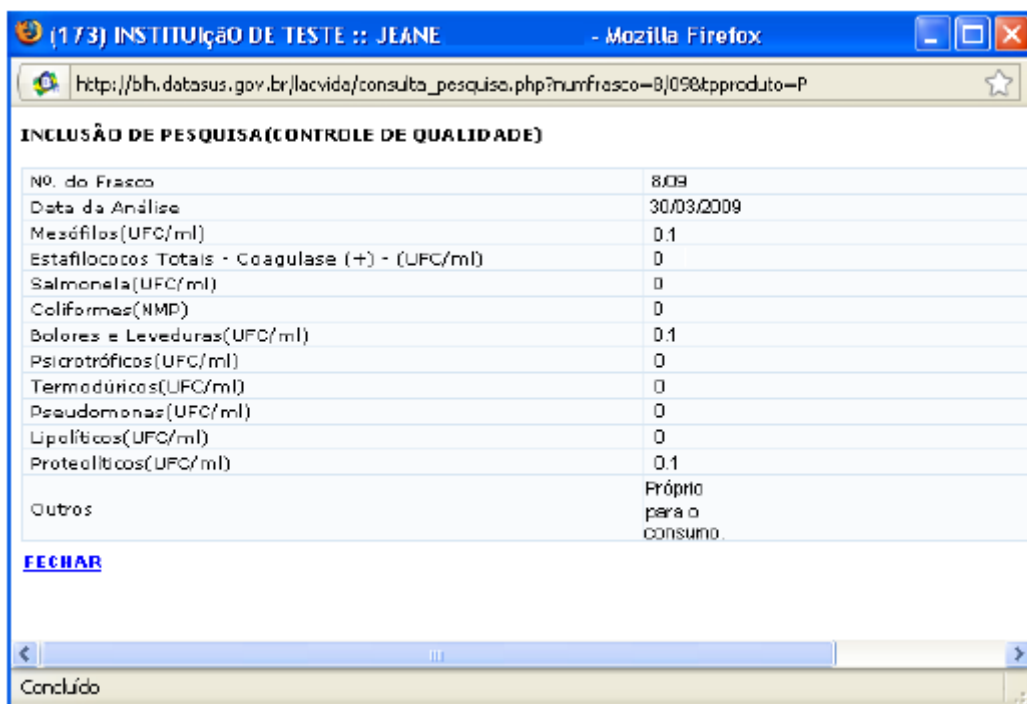 (173) INSTITUIçãO DE TESTE :: JEANE - Mozilla Firefox
http://blh.datasus.gov.br/lacvida/consulta_pesquisa.php?numfrasco=8/09&tpproduto=P
INCLUSÃO DE PESQUISA(CONTROLE DE QUALIDADE)
Nº. do Frasco 8/09
Data da Análise 30/03/2009
Mesófilos(UFC/ml) 0.1
Estafilococos Totais - Coagulase (+) - (UFC/ml) 0
Salmonela(UFC/ml) 0
Coliformes(NMP) 0
Bolores e Leveduras(UFC/ml) 0.1
Psicrotróficos(UFC/ml) 0
Termodúricos(UFC/ml) 0
Pseudomonas(UFC/ml) 0
Lipolíticos(UFC/ml) 0
Proteolíticos(UFC/ml) 0.1
Outros Próprio
para o
consumo.
FECHAR
Concluído